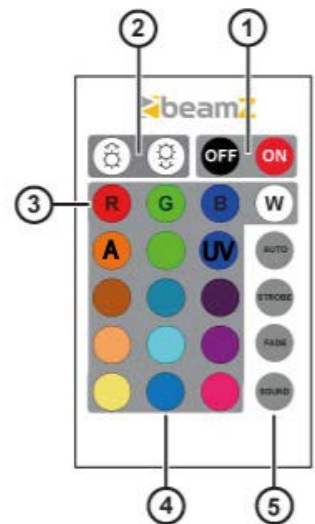 2 1
beamZ
OFF ON
3 R G B W
A UV AUTO
STROBE
FADE
SOUND
4 5